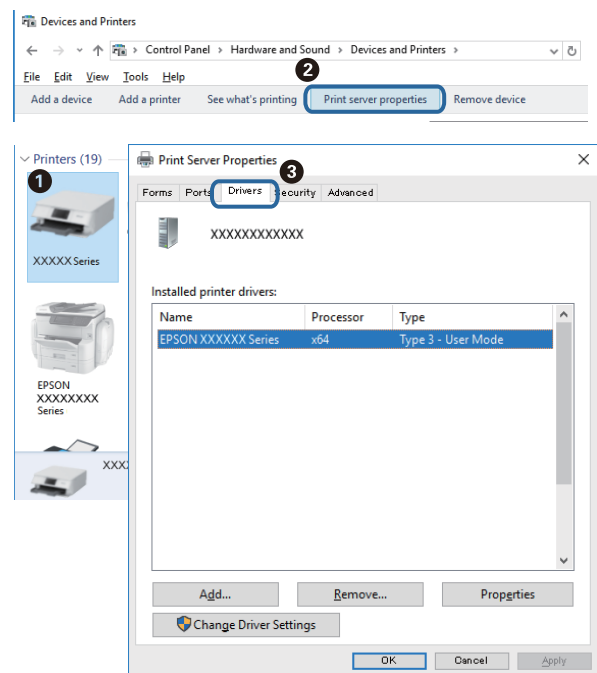 Devices and Printers
Control Panel > Hardware and Sound > Devices and Printers >
File Edit View Tools Help
2
Add a device Add a printer See what's printing Print server properties Remove device
Printers (19)
1
XXXXX Series
EPSON
XXXXXXXX
Series
XXX
Print Server Properties
3
Forms Ports Drivers Security Advanced
XXXXXXXXXXXX
Installed printer drivers:
Name Processor Type
EPSON XXXXXX Series x64 Type 3 - User Mode
Add... Remove... Properties
Change Driver Settings
OK Cancel Apply